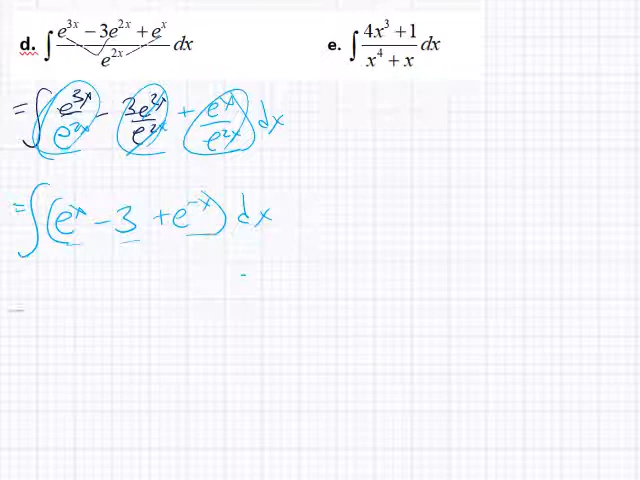 d. ∫ (e^{3x} − 3e^{2x} + e^x)/e^{2x} dx
e. ∫ (4x^3 + 1)/(x^4 + x) dx
= ∫ e^{3x}/e^{2x} − 3e^{2x}/e^{2x} + e^x/e^{2x} dx
= ∫ (e^x − 3 + e^{−x}) dx
=